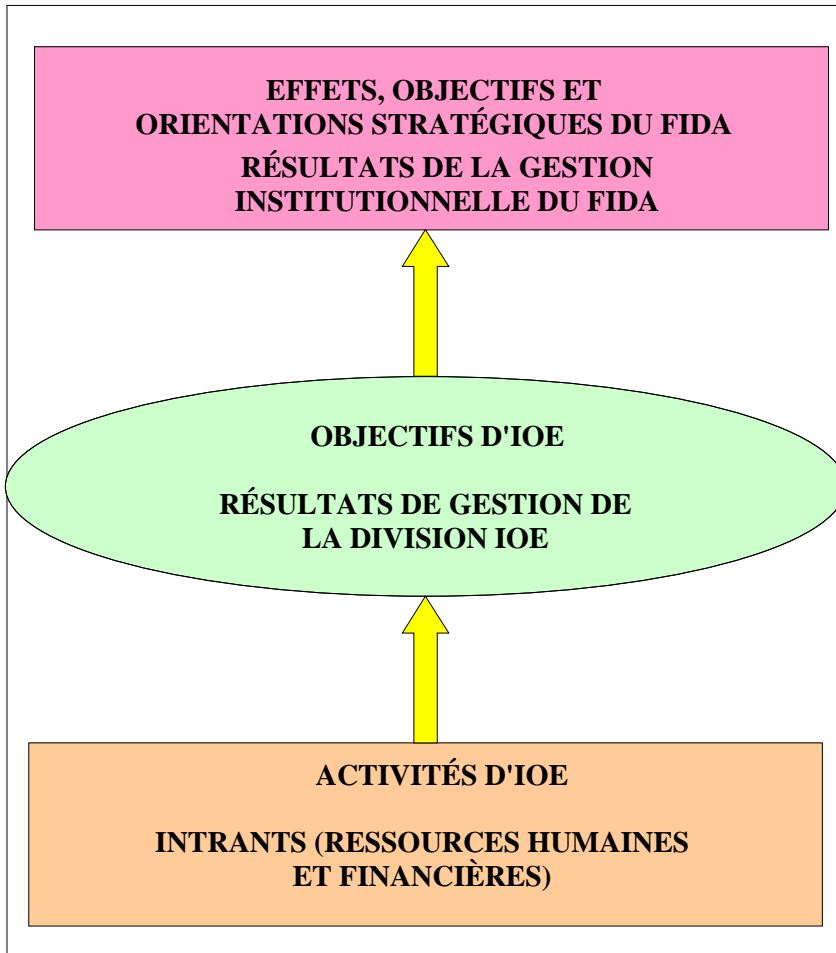 EFFETS, OBJECTIFS ET
ORIENTATIONS STRATÉGIQUES DU FIDA
RÉSULTATS DE LA GESTION
INSTITUTIONNELLE DU FIDA
OBJECTIFS D'IOE
RÉSULTATS DE GESTION DE
LA DIVISION IOE
ACTIVITÉS D'IOE
INTRANTS (RESSOURCES HUMAINES
ET FINANCIÈRES)